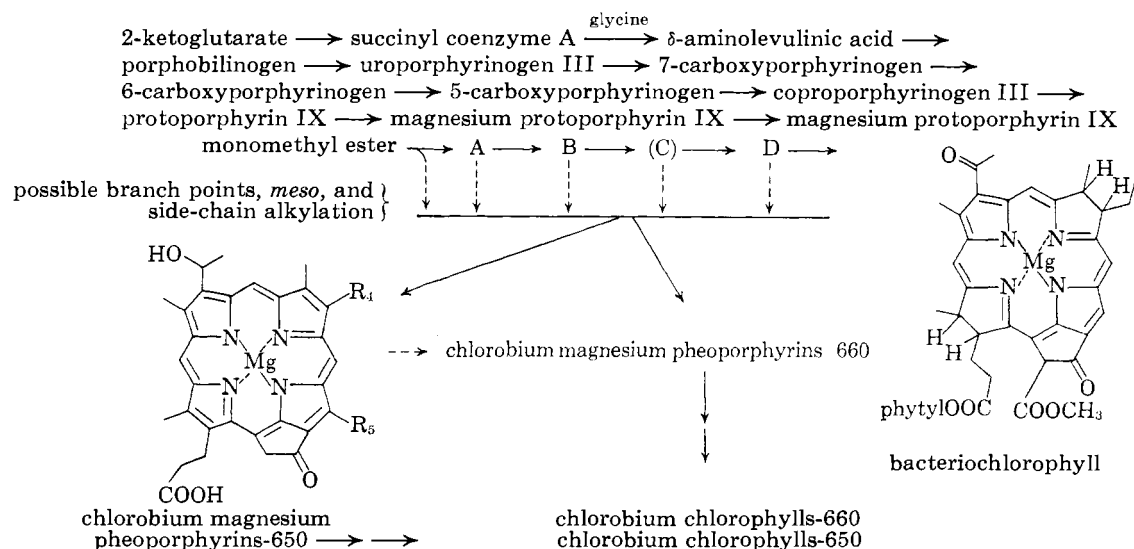 glycine
2-ketoglutarate ⟶ succinyl coenzyme A ⟶ δ-aminolevulinic acid ⟶
porphobilinogen ⟶ uroporphyrinogen III ⟶ 7-carboxyporphyrinogen ⟶
6-carboxyporphyrinogen ⟶ 5-carboxyporphyrinogen ⟶ coproporphyrinogen III ⟶
protoporphyrin IX ⟶ magnesium protoporphyrin IX ⟶ magnesium protoporphyrin IX
monomethyl ester ⟶ A ⟶ B ⟶ (C) ⟶ D ⟶
possible branch points, meso, and }
side-chain alkylation }
HO
R₄
N N
Mg
N N
R₅
O
COOH
chlorobium magnesium
pheoporphyrins-650 ⟶ ⟶
--→ chlorobium magnesium pheoporphyrins 660
chlorobium chlorophylls-660
chlorobium chlorophylls-650
O
H
H
N N
Mg
N N
H
H
O
phytylOOC COOCH₃
bacteriochlorophyll